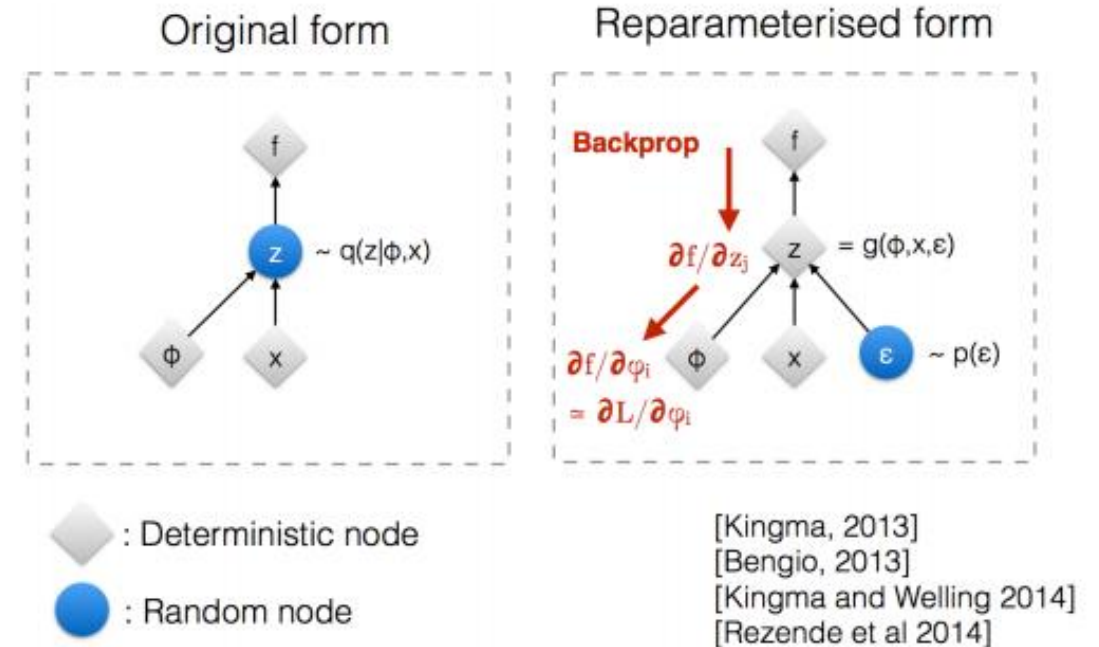 Original form
f
z ~ q(z|ϕ,x)
ϕ x
: Deterministic node
: Random node
Reparameterised form
Backprop f
∂f/∂zⱼ z = g(ϕ,x,ε)
∂f/∂φᵢ ϕ x ε ~ p(ε)
≃ ∂L/∂φᵢ
[Kingma, 2013]
[Bengio, 2013]
[Kingma and Welling 2014]
[Rezende et al 2014]